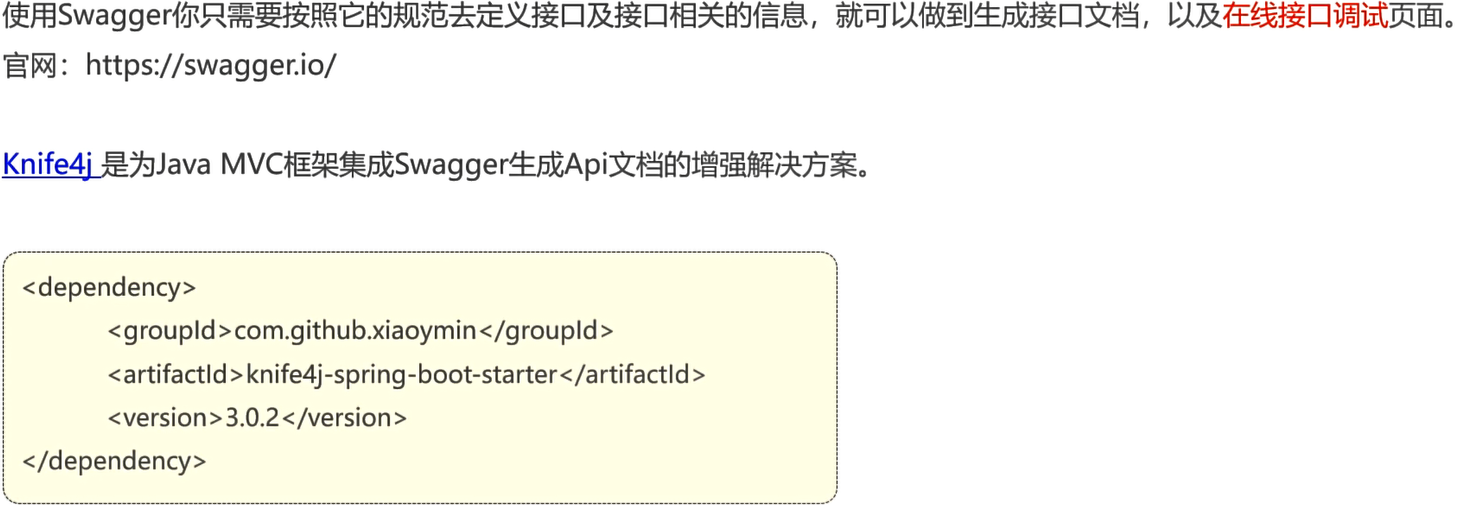 使用Swagger你只需要按照它的规范去定义接口及接口相关的信息，就可以做到生成接口文档，以及在线接口调试页面。
官网：https://swagger.io/
Knife4j 是为Java MVC框架集成Swagger生成Api文档的增强解决方案。
<dependency>
<groupId>com.github.xiaoymin</groupId>
<artifactId>knife4j-spring-boot-starter</artifactId>
<version>3.0.2</version>
</dependency>